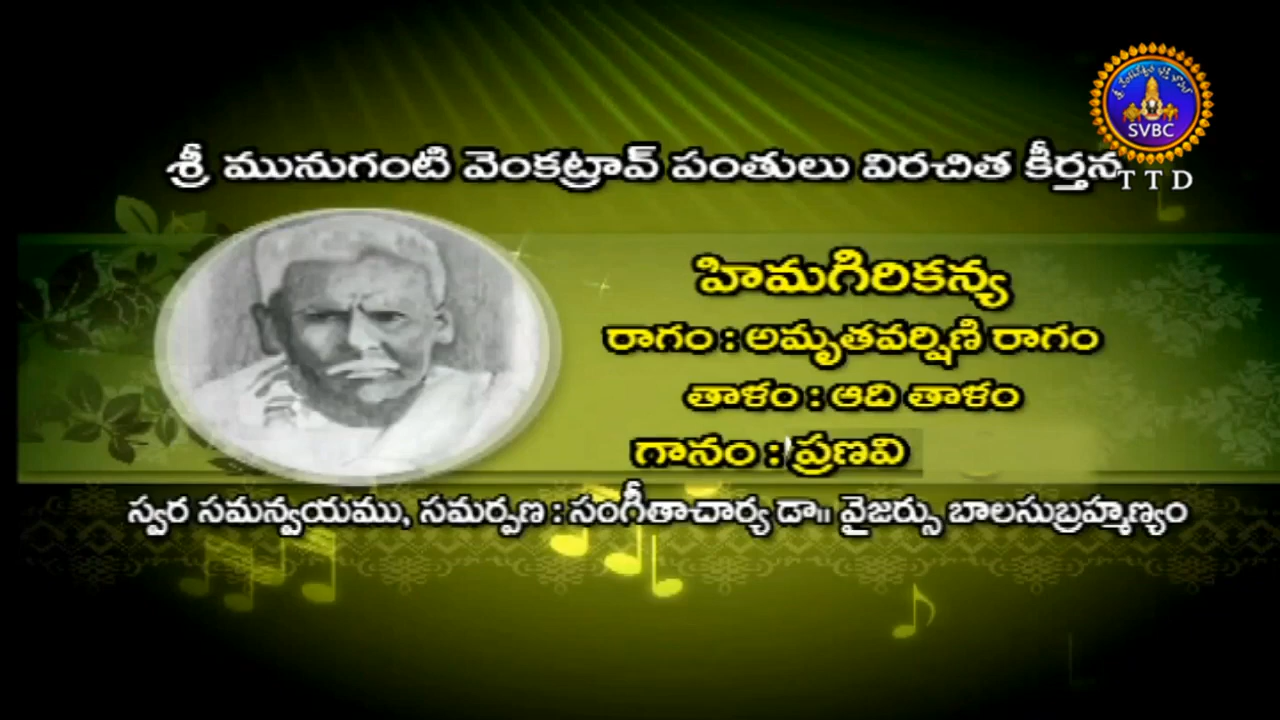 శ్రీ మునుగంటి వెంకట్రావ్ పంతులు విరచిత కీర్తన
SVBC
TTD
హిమగిరికన్య
రాగం : అమృతవర్షిణి రాగం
తాళం : ఆది తాళం
గానం : ప్రణవి
స్వర సమన్వయము, సమర్పణ : సంగీతాచార్య డా॥ వైజర్సు బాలసుబ్రహ్మణ్యం